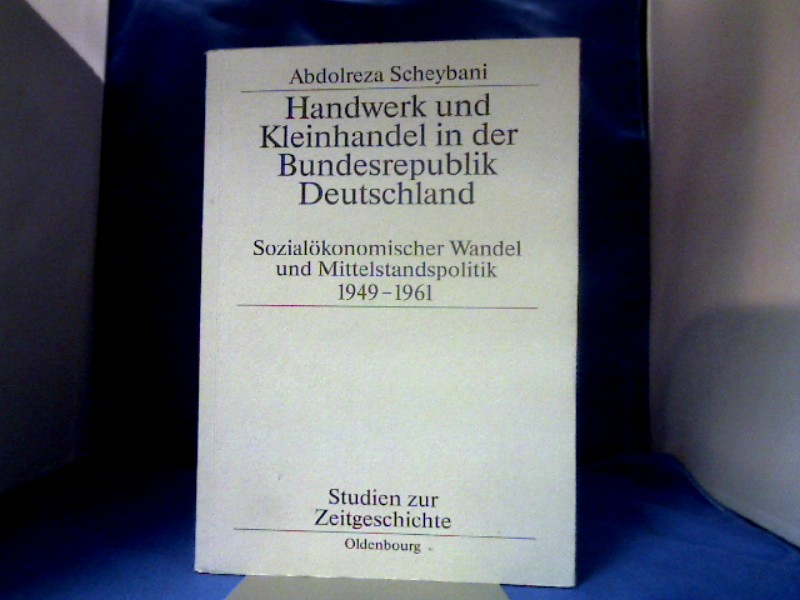 Abdolreza Scheybani
Handwerk und
Kleinhandel in der
Bundesrepublik
Deutschland
Sozialökonomischer Wandel
und Mittelstandspolitik
1949–1961
Studien zur
Zeitgeschichte
Oldenbourg